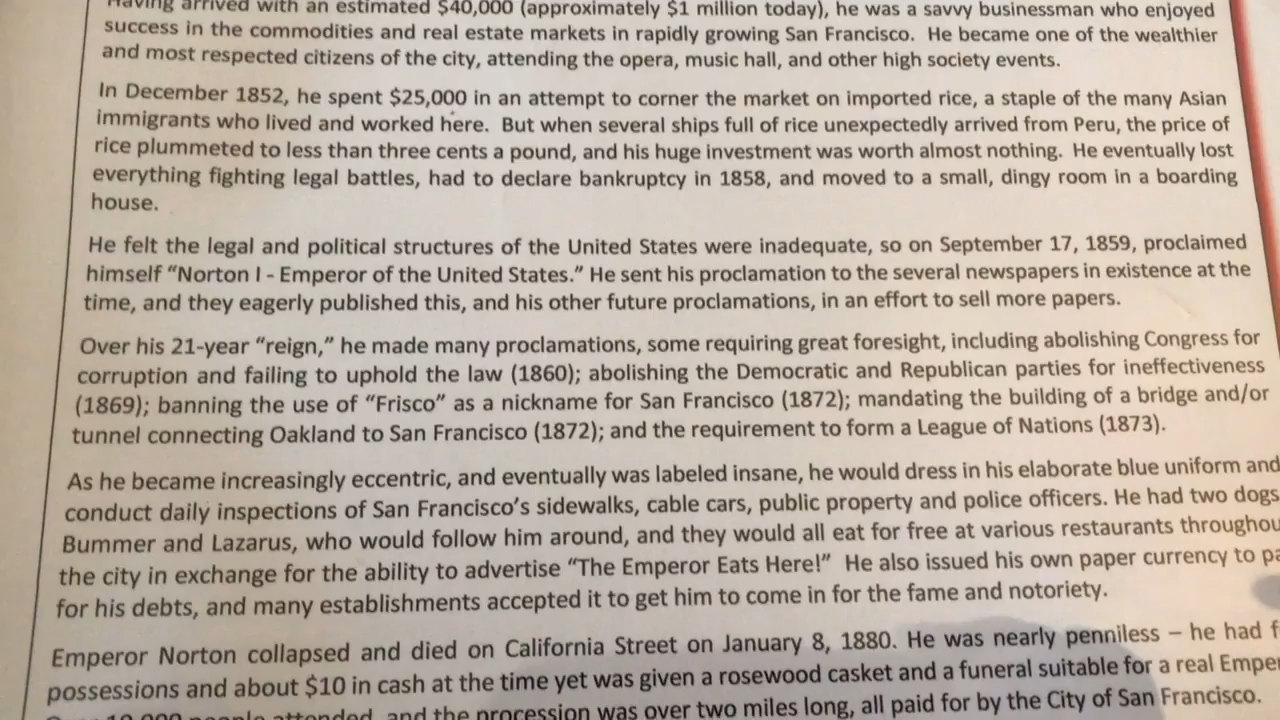 Having arrived with an estimated $40,000 (approximately $1 million today), he was a savvy businessman who enjoyed
success in the commodities and real estate markets in rapidly growing San Francisco. He became one of the wealthier
and most respected citizens of the city, attending the opera, music hall, and other high society events.
In December 1852, he spent $25,000 in an attempt to corner the market on imported rice, a staple of the many Asian
immigrants who lived and worked here. But when several ships full of rice unexpectedly arrived from Peru, the price of
rice plummeted to less than three cents a pound, and his huge investment was worth almost nothing. He eventually lost
everything fighting legal battles, had to declare bankruptcy in 1858, and moved to a small, dingy room in a boarding
house.
He felt the legal and political structures of the United States were inadequate, so on September 17, 1859, proclaimed
himself “Norton I - Emperor of the United States.” He sent his proclamation to the several newspapers in existence at the
time, and they eagerly published this, and his other future proclamations, in an effort to sell more papers.
Over his 21-year “reign,” he made many proclamations, some requiring great foresight, including abolishing Congress for
corruption and failing to uphold the law (1860); abolishing the Democratic and Republican parties for ineffectiveness
(1869); banning the use of “Frisco” as a nickname for San Francisco (1872); mandating the building of a bridge and/or
tunnel connecting Oakland to San Francisco (1872); and the requirement to form a League of Nations (1873).
As he became increasingly eccentric, and eventually was labeled insane, he would dress in his elaborate blue uniform and
conduct daily inspections of San Francisco’s sidewalks, cable cars, public property and police officers. He had two dogs
Bummer and Lazarus, who would follow him around, and they would all eat for free at various restaurants throughou
the city in exchange for the ability to advertise “The Emperor Eats Here!” He also issued his own paper currency to pa
for his debts, and many establishments accepted it to get him to come in for the fame and notoriety.
Emperor Norton collapsed and died on California Street on January 8, 1880. He was nearly penniless – he had f
possessions and about $10 in cash at the time yet was given a rosewood casket and a funeral suitable for a real Empe
10,000 people attended, and the procession was over two miles long, all paid for by the City of San Francisco.